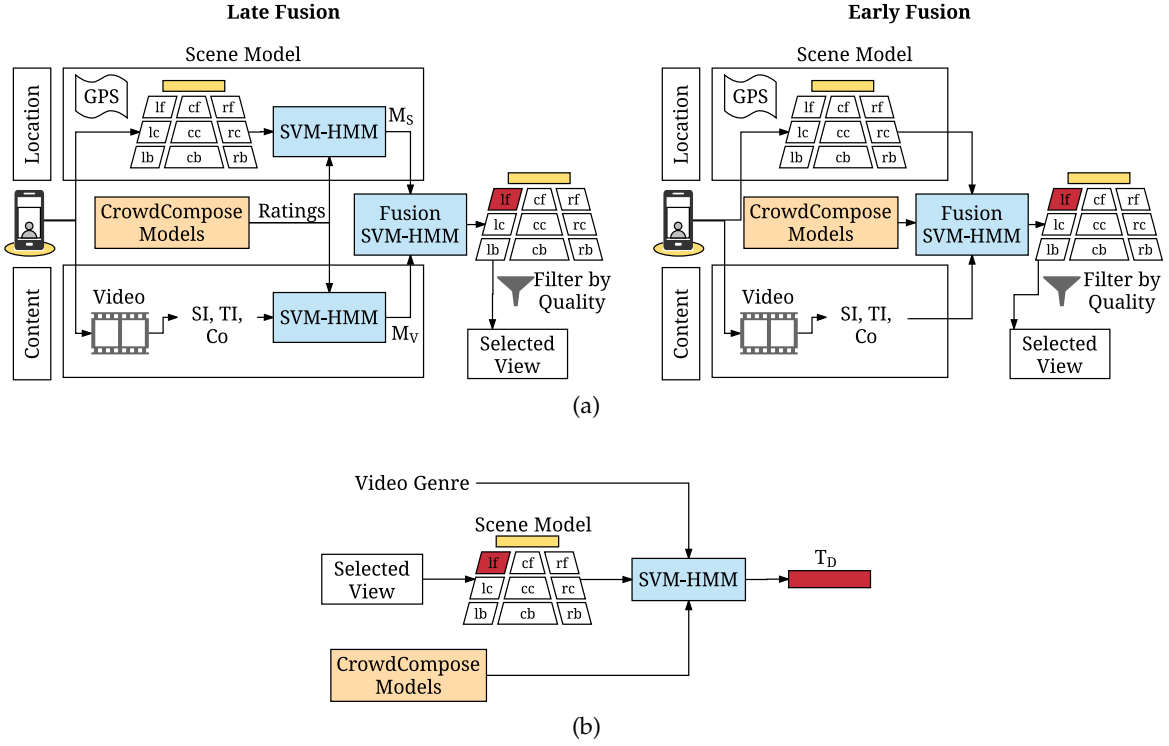 Late Fusion
Scene Model
Location
GPS
lf cf rf
lc cc rc
lb cb rb
SVM-HMM
MS
CrowdCompose
Models
Ratings
Fusion
SVM-HMM
lf cf rf
lc cc rc
lb cb rb
Content
Video
SI, TI,
Co
SVM-HMM
MV
Filter by
Quality
Selected
View
Early Fusion
Scene Model
Location
GPS
lf cf rf
lc cc rc
lb cb rb
CrowdCompose
Models
Fusion
SVM-HMM
lf cf rf
lc cc rc
lb cb rb
Content
Video
SI, TI,
Co
Filter by
Quality
Selected
View
(a)
Video Genre
Scene Model
Selected
View
lf cf rf
lc cc rc
lb cb rb
SVM-HMM
TD
CrowdCompose
Models
(b)